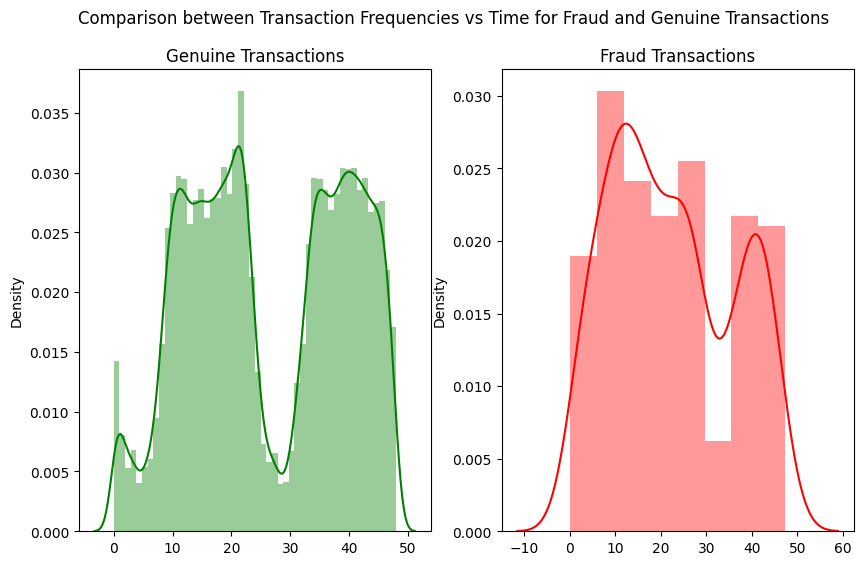 Comparison between Transaction Frequencies vs Time for Fraud and Genuine Transactions
Genuine Transactions
Density
0.035
0.030
0.025
0.020
0.015
0.010
0.005
0.000
0 10 20 30 40 50
Fraud Transactions
Density
0.030
0.025
0.020
0.015
0.010
0.005
0.000
−10 0 10 20 30 40 50 60